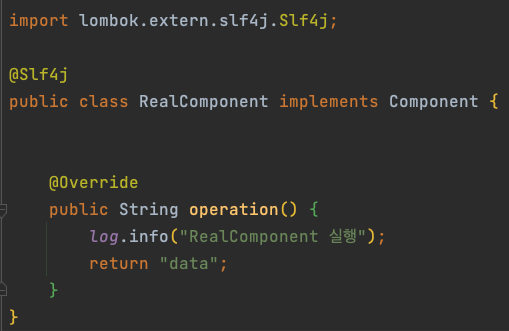 import lombok.extern.slf4j.Slf4j;
@Slf4j
public class RealComponent implements Component {
@Override
public String operation() {
log.info("RealComponent 실행");
return "data";
}
}